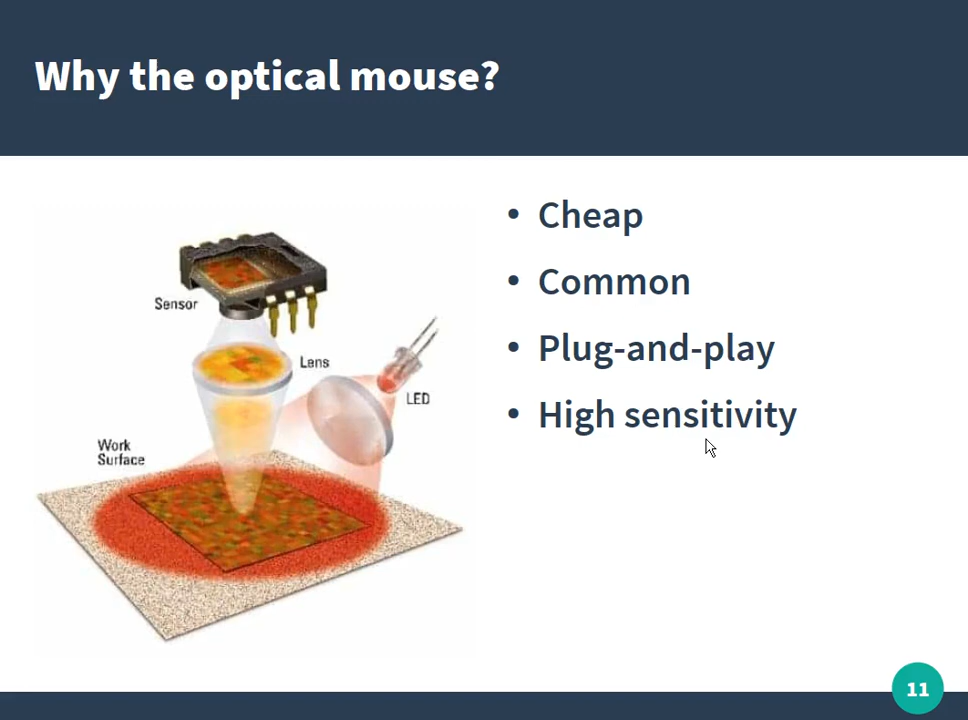 Why the optical mouse?
Sensor
Lens
LED
Work
Surface
• Cheap
• Common
• Plug-and-play
• High sensitivity
11